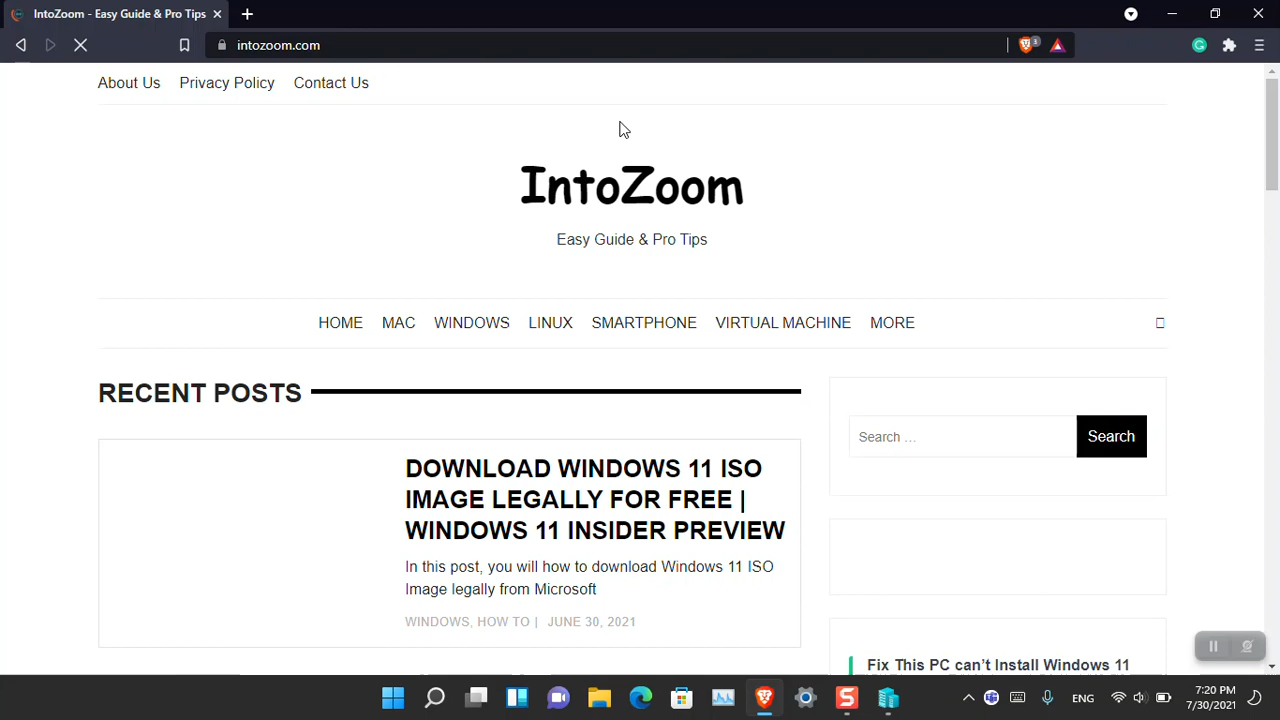 IntoZoom - Easy Guide & Pro Tips
intozoom.com
3
About Us Privacy Policy Contact Us
IntoZoom
Easy Guide & Pro Tips
HOME MAC WINDOWS LINUX SMARTPHONE VIRTUAL MACHINE MORE
RECENT POSTS
Search …
Search
DOWNLOAD WINDOWS 11 ISO
IMAGE LEGALLY FOR FREE |
WINDOWS 11 INSIDER PREVIEW
In this post, you will how to download Windows 11 ISO
Image legally from Microsoft
WINDOWS, HOW TO | JUNE 30, 2021
Fix This PC can’t Install Windows 11
ENG
7:20 PM
7/30/2021